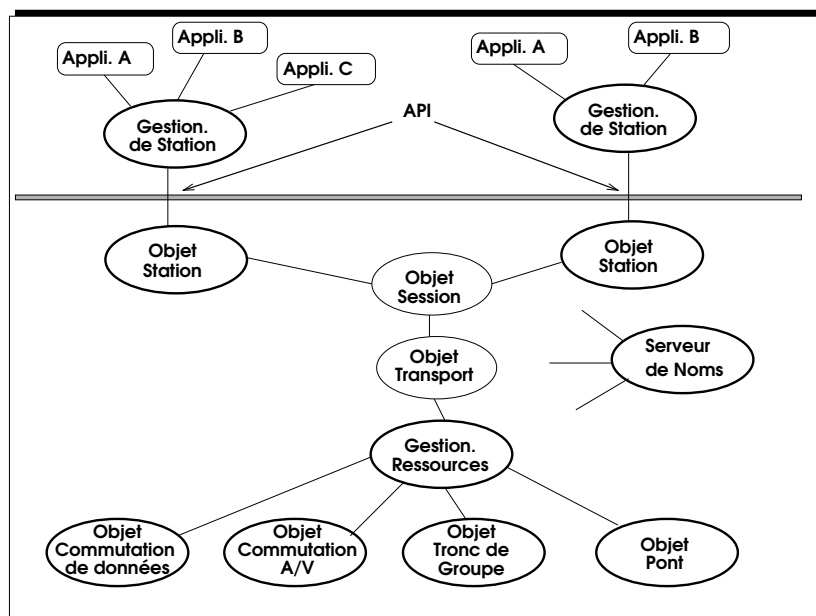 Appli. A
Appli. B
Appli. C
Appli. A
Appli. B
Gestion.
de Station
API
Gestion.
de Station
Objet
Station
Objet
Station
Objet
Session
Objet
Transport
Serveur
de Noms
Gestion.
Ressources
Objet
Commutation
de données
Objet
Commutation
A/V
Objet
Tronc de
Groupe
Objet
Pont